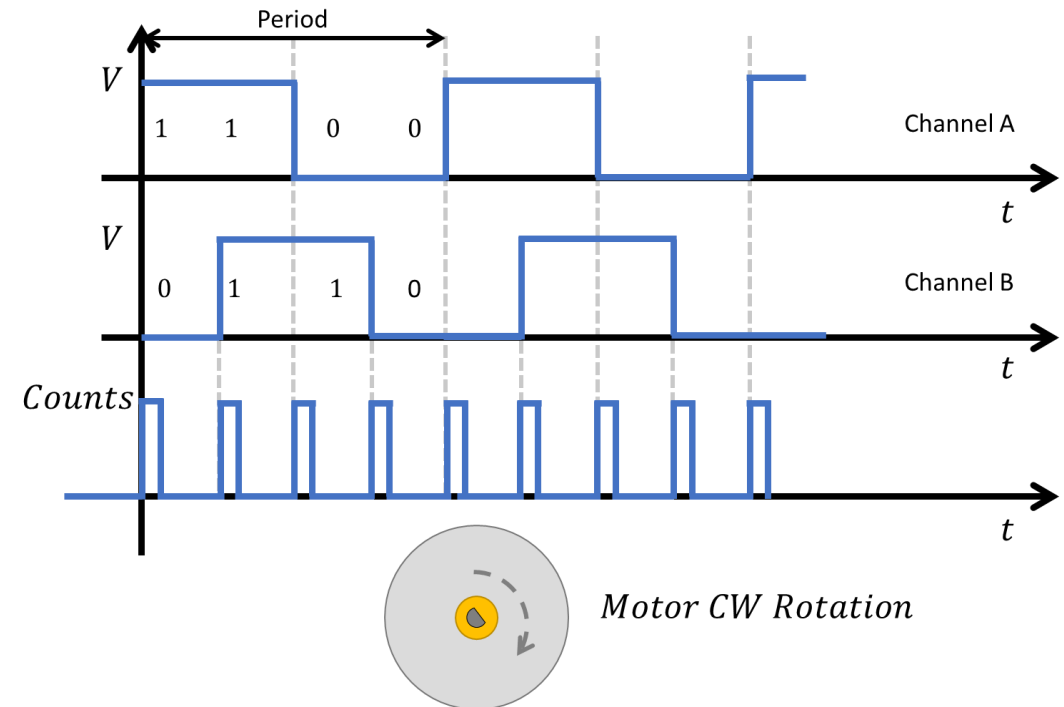 Period
V
1 1 0 0
Channel A
t
V
0 1 1 0
Channel B
t
Counts
t
Motor CW Rotation